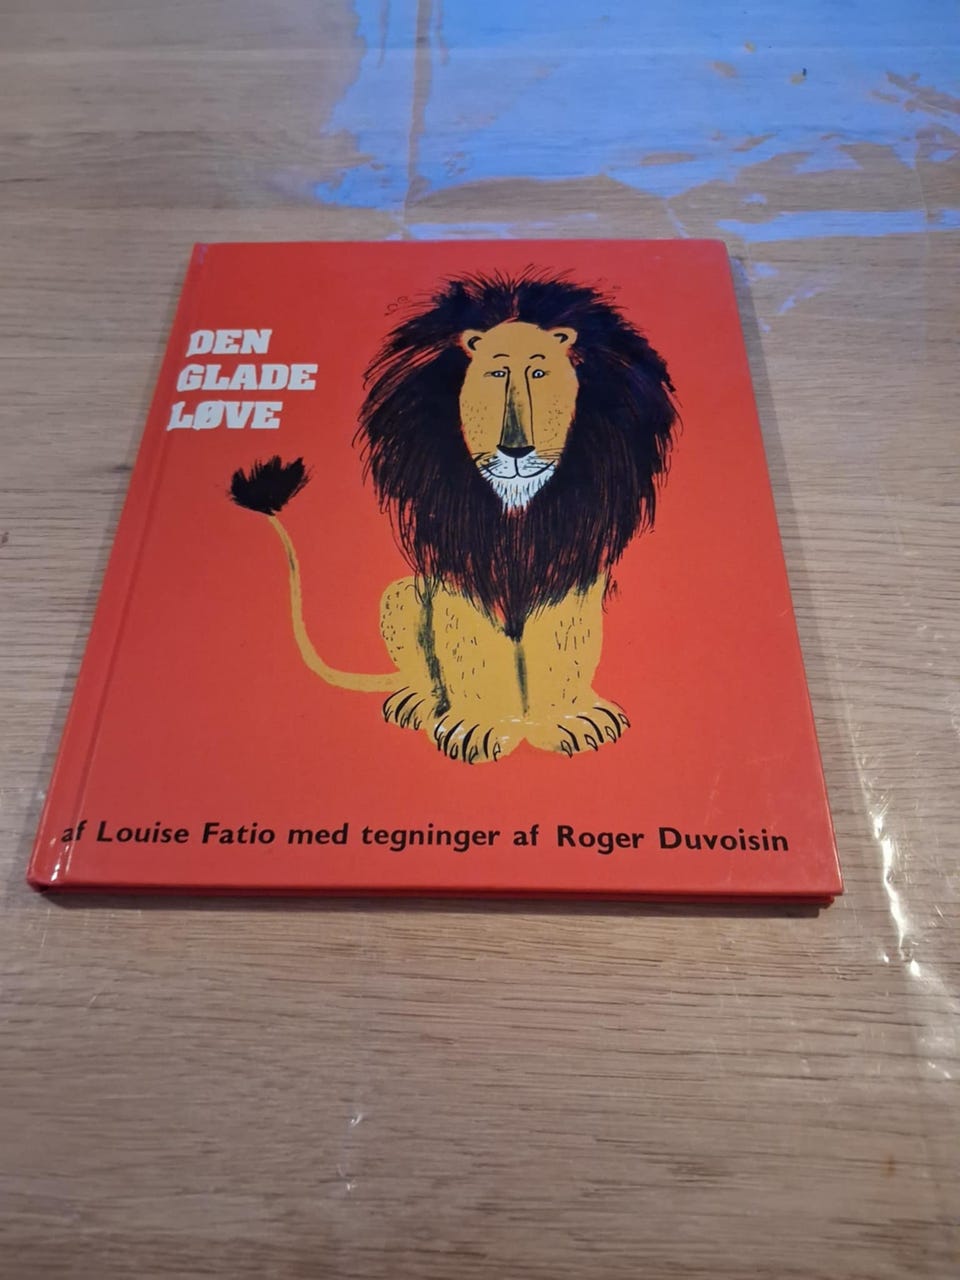 DEN
GLADE
LØVE
af Louise Fatio med tegninger af Roger Duvoisin